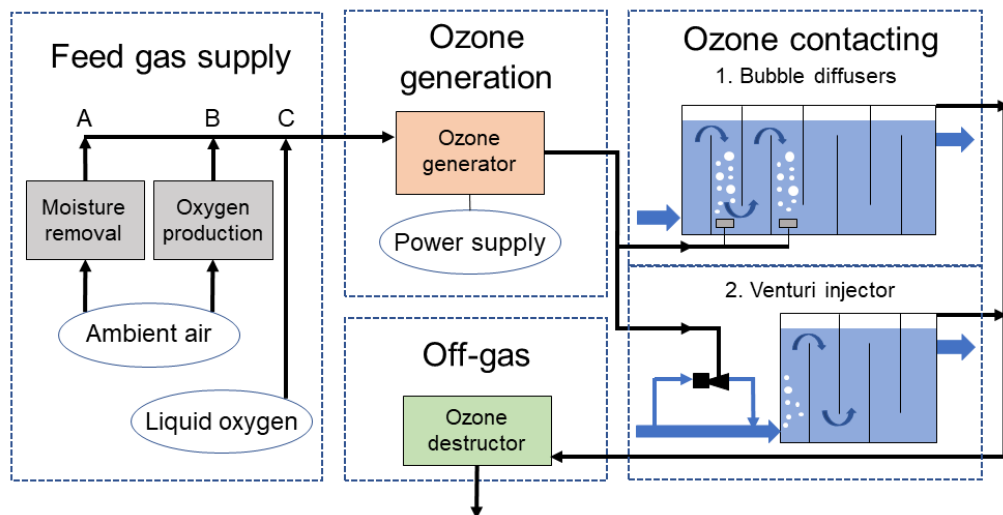 Feed gas supply
A
B
C
Moisture
removal
Oxygen
production
Ambient air
Liquid oxygen
Ozone
generation
Ozone
generator
Power supply
Off-gas
Ozone
destructor
Ozone contacting
1. Bubble diffusers
2. Venturi injector